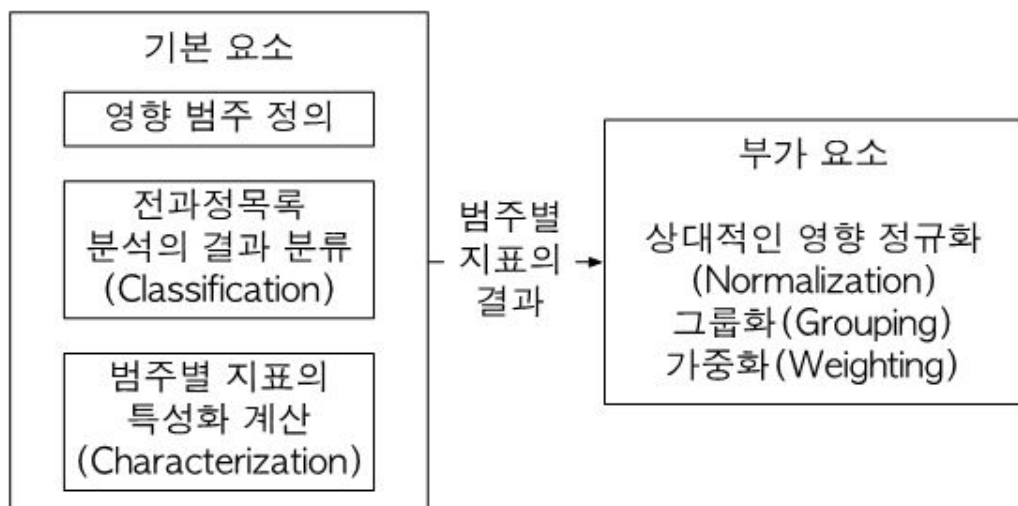 기본 요소
영향 범주 정의
전과정목록
분석의 결과 분류
(Classification)
범주별 지표의
특성화 계산
(Characterization)
범주별
지표의
결과
부가 요소
상대적인 영향 정규화
(Normalization)
그룹화(Grouping)
가중화(Weighting)